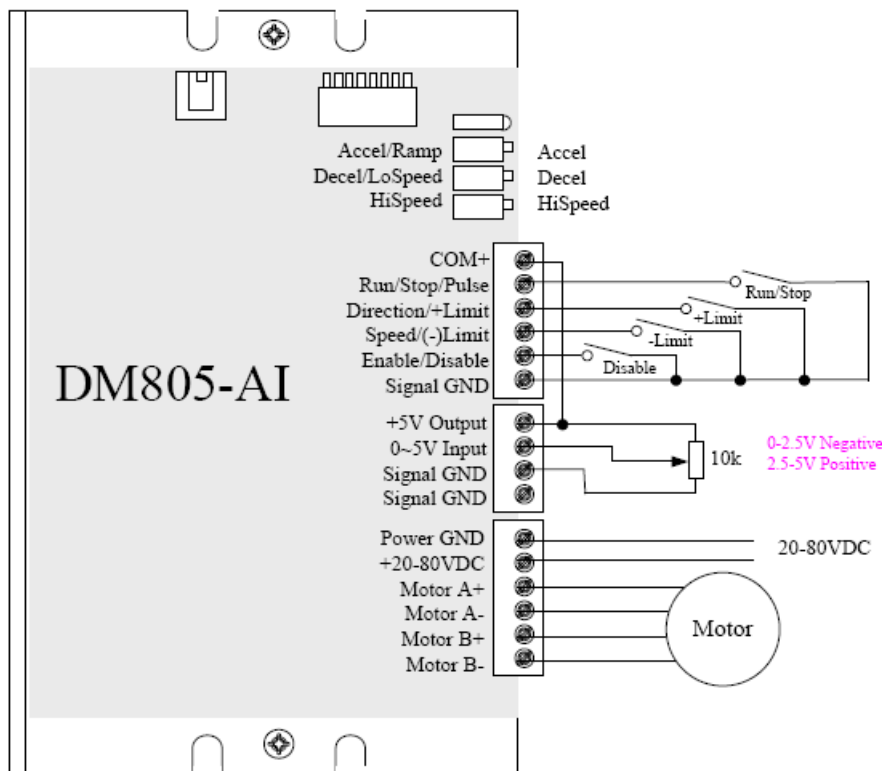 Accel/Ramp Accel
Decel/LoSpeed Decel
HiSpeed HiSpeed
COM+
Run/Stop/Pulse Run/Stop
Direction/+Limit +Limit
Speed/(-)Limit -Limit
Enable/Disable Disable
Signal GND
DM805-AI
+5V Output
0~5V Input 10k 0-2.5V Negative
2.5-5V Positive
Signal GND
Signal GND
Power GND
+20-80VDC 20-80VDC
Motor A+
Motor A-
Motor B+
Motor B-
Motor